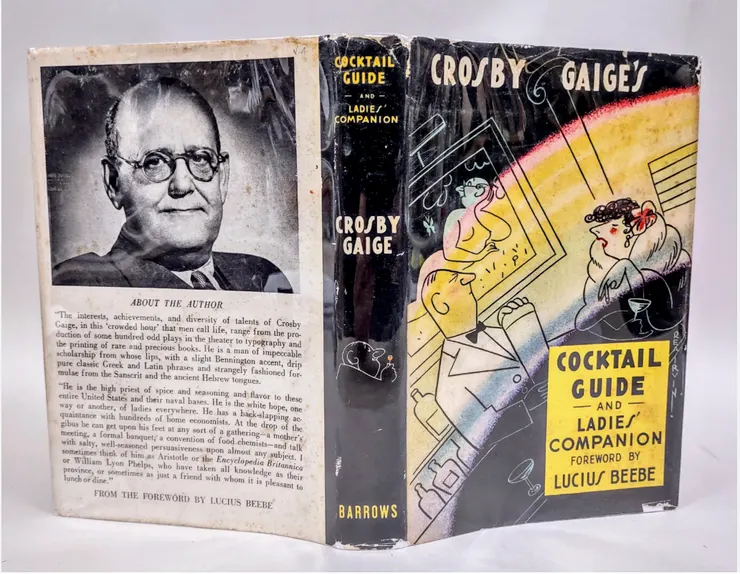 ABOUT THE AUTHOR
"The interests, achievements, and diversity of talents of Crosby
Gaige, in this 'crowded hour' that men call life, range from the pro-
duction of some hundred odd plays in the theater to typography and
the printing of rare and precious books. He is a man of impeccable
scholarship from whose lips, with a slight Bennington accent, drip
pure classic Greek and Latin phrases and strangely fashioned for-
mulae from the Sanscrit and the ancient Hebrew tongues.
"He is the high priest of spice and seasoning and flavor to these
entire United States and their naval bases. He is the white hope, one
way or another, of ladies everywhere. He has a back-slapping ac-
quaintance with hundreds of home economists. At the drop of the
gibus he can get upon his feet at any sort of a gathering—a mother's
meeting, a formal banquet, a convention of food chemists—and talk
with salty, well-seasoned persuasiveness upon almost any subject. I
sometimes think of him as Aristotle or the Encyclopedia Britannica
or William Lyon Phelps, who have taken all knowledge as their
province, or sometimes as just a friend with whom it is pleasant to
lunch or dine."
FROM THE FOREWORD BY LUCIUS BEEBE
COCKTAIL
GUIDE
— AND —
LADIES'
COMPANION
CROSBY
GAIGE
BARROWS
CROSBY GAIGE'S
COCKTAIL
GUIDE
— AND —
LADIES'
COMPANION
FOREWORD BY
LUCIUS BEEBE